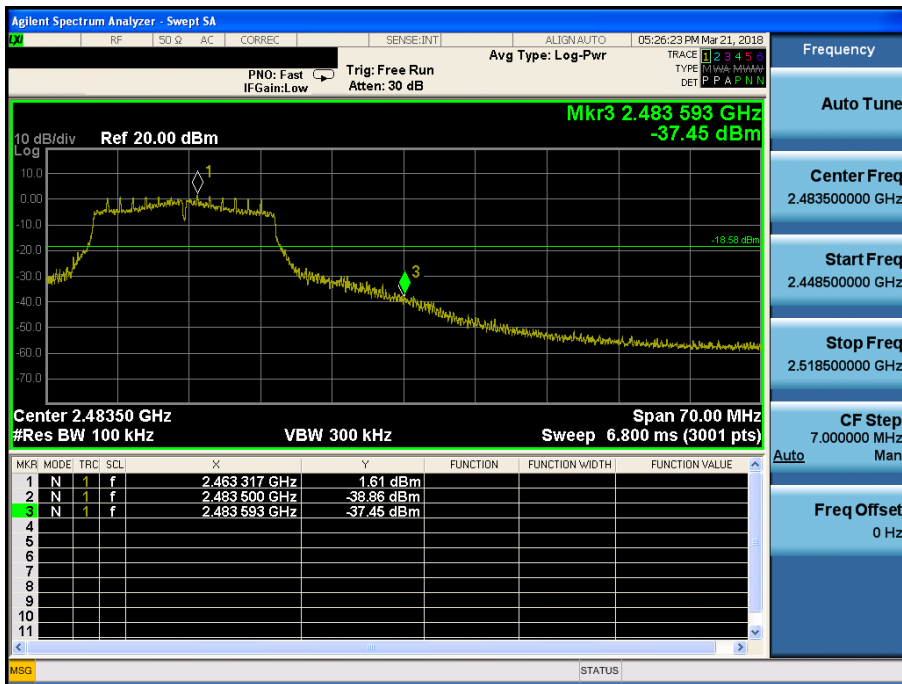 Agilent Spectrum Analyzer - Swept SA
LXI RF 50 Ω AC CORREC SENSE:INT ALIGNAUTO 05:26:23 PM Mar 21, 2018
Frequency
Avg Type: Log-Pwr
TRACE 1 2 3 4 5 6
PNO: Fast
Trig: Free Run
TYPE MWA MWW
IFGain:Low
Atten: 30 dB
DET P P A P N N
Auto Tune
Mkr3 2.483 593 GHz
-37.45 dBm
10 dB/div Ref 20.00 dBm
Log
10.0
0.00
-10.0
-20.0
-30.0
-40.0
-50.0
-60.0
-70.0
1
-18.58 dBm
3
Center Freq
2.483500000 GHz
Start Freq
2.448500000 GHz
Stop Freq
2.518500000 GHz
Center 2.48350 GHz Span 70.00 MHz
#Res BW 100 kHz VBW 300 kHz Sweep 6.800 ms (3001 pts)
CF Step
7.000000 MHz
Auto Man
MKR MODE TRC SCL X Y FUNCTION FUNCTION WIDTH FUNCTION VALUE
1 N 1 f 2.463 317 GHz 1.61 dBm
2 N 1 f 2.483 500 GHz -38.86 dBm
3 N 1 f 2.483 593 GHz -37.45 dBm
4
5
6
7
8
9
10
11
Freq Offset
0 Hz
MSG STATUS